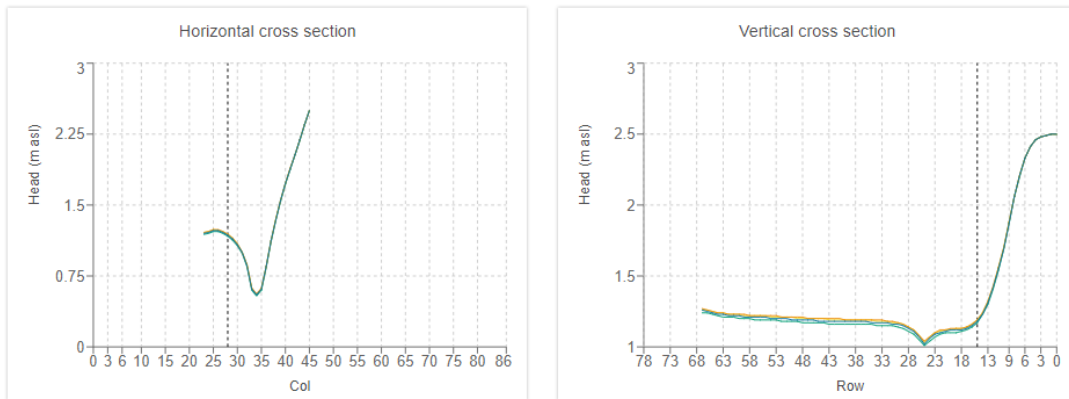 Horizontal cross section
3
2.25
1.5
0.75
0
Head (m asl)
0 3 6 10 15 20 25 30 35 40 45 50 55 60 65 70 75 80 86
Col
Vertical cross section
3
2.5
2
1.5
1
Head (m asl)
78 73 68 63 58 53 48 43 38 33 28 23 18 13 9 6 3 0
Row